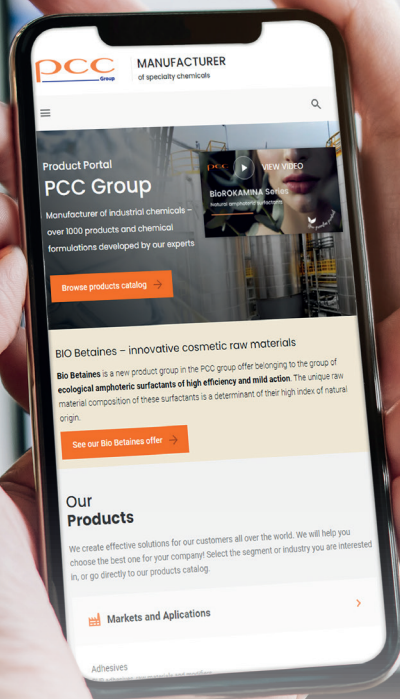 pcc
Group
MANUFACTURER
of specialty chemicals
Product Portal
PCC Group
Manufacturer of industrial chemicals –
over 1000 products and chemical
formulations developed by our experts
Browse products catalog →
pcc
VIEW VIDEO
BioROKAMINA Series
Natural amphoteric surfactants
BIO Betaines – innovative cosmetic raw materials
Bio Betaines is a new product group in the PCC group offer belonging to the group of
ecological amphoteric surfactants of high efficiency and mild action. The unique raw
material composition of these surfactants is a determinant of their high index of natural
origin.
See our Bio Betaines offer →
Our
Products
We create effective solutions for our customers all over the world. We will help you
choose the best one for your company! Select the segment or industry you are interested
in, or go directly to our products catalog.
Markets and Aplications
Adhesives